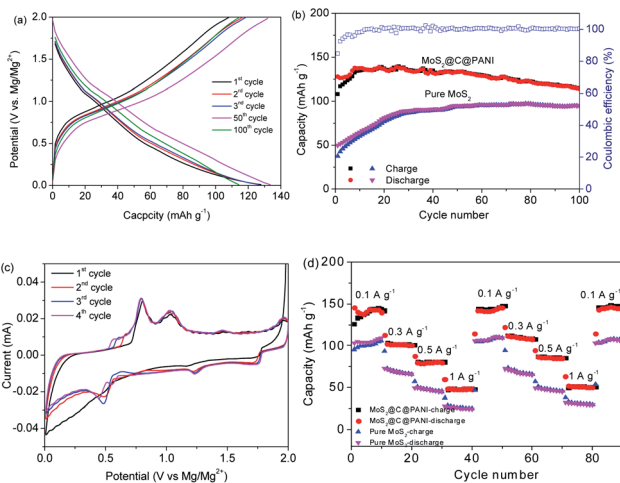 (a)
Potential (V vs. Mg/Mg²⁺)
2.0
1.5
1.0
0.5
0.0
1ˢᵗ cycle
2ʳᵈ cycle
3ʳᵈ cycle
50ᵗʰ cycle
100ᵗʰ cycle
0 20 40 60 80 100 120 140
Cacpcity (mAh g⁻¹)
(b)
Capacity (mAh g⁻¹)
200
150
100
50
0
MoS₂@C@PANI
Pure MoS₂
Charge
Discharge
100
80
60
40
20
0
Coulombic efficiency (%)
0 20 40 60 80 100
Cycle number
(c)
Current (mA)
0.04
0.02
0.00
-0.02
-0.04
1ˢᵗ cycle
2ʳᵈ cycle
3ʳᵈ cycle
4ᵗʰ cycle
0.0 0.5 1.0 1.5 2.0
Potential (V vs Mg/Mg²⁺)
(d)
Capacity (mAh g⁻¹)
200
150
100
50
0
0.1 A g⁻¹ 0.1 A g⁻¹ 0.1 A g⁻¹
0.3 A g⁻¹ 0.3 A g⁻¹
0.5 A g⁻¹ 0.5 A g⁻¹
1 A g⁻¹ 1 A g⁻¹
MoS₂@C@PANI-charge
MoS₂@C@PANI-discharge
Pure MoS₂-charge
Pure MoS₂-discharge
0 20 40 60 80
Cycle number